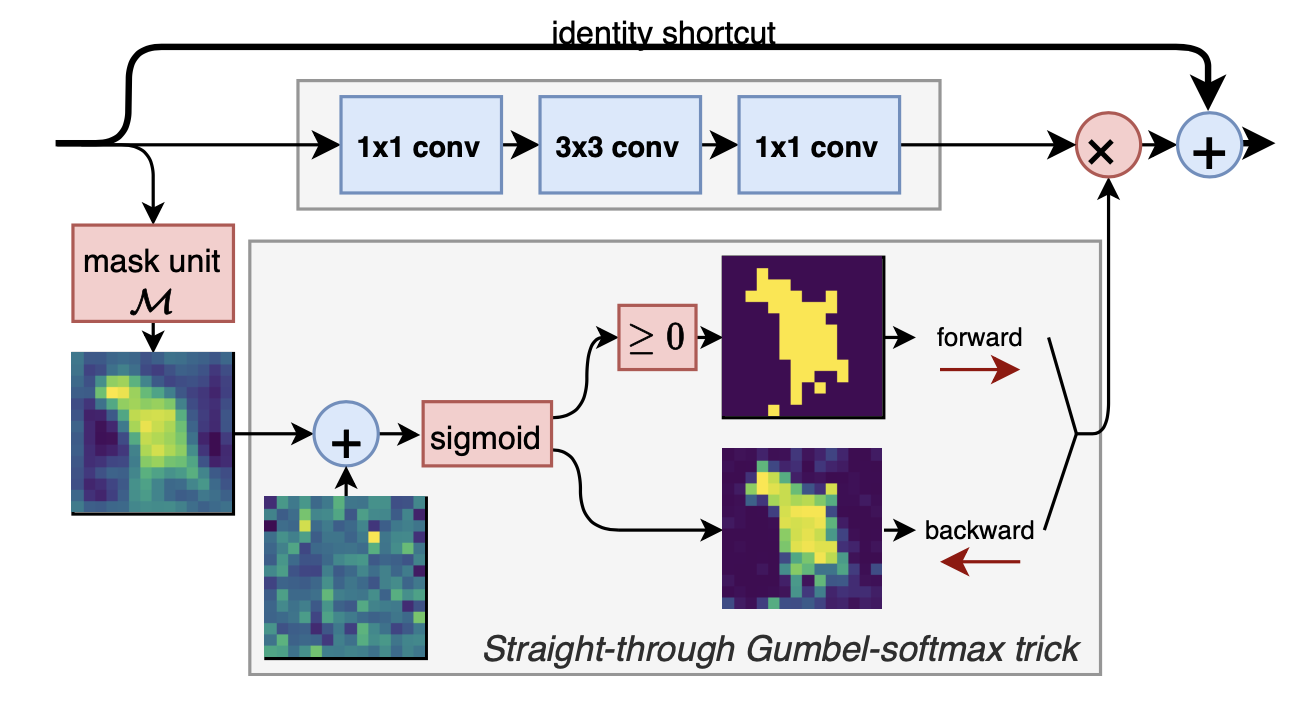 identity shortcut
1x1 conv
3x3 conv
1x1 conv
×
+
mask unit
ℳ
≥ 0
forward
+
sigmoid
backward
Straight-through Gumbel-softmax trick